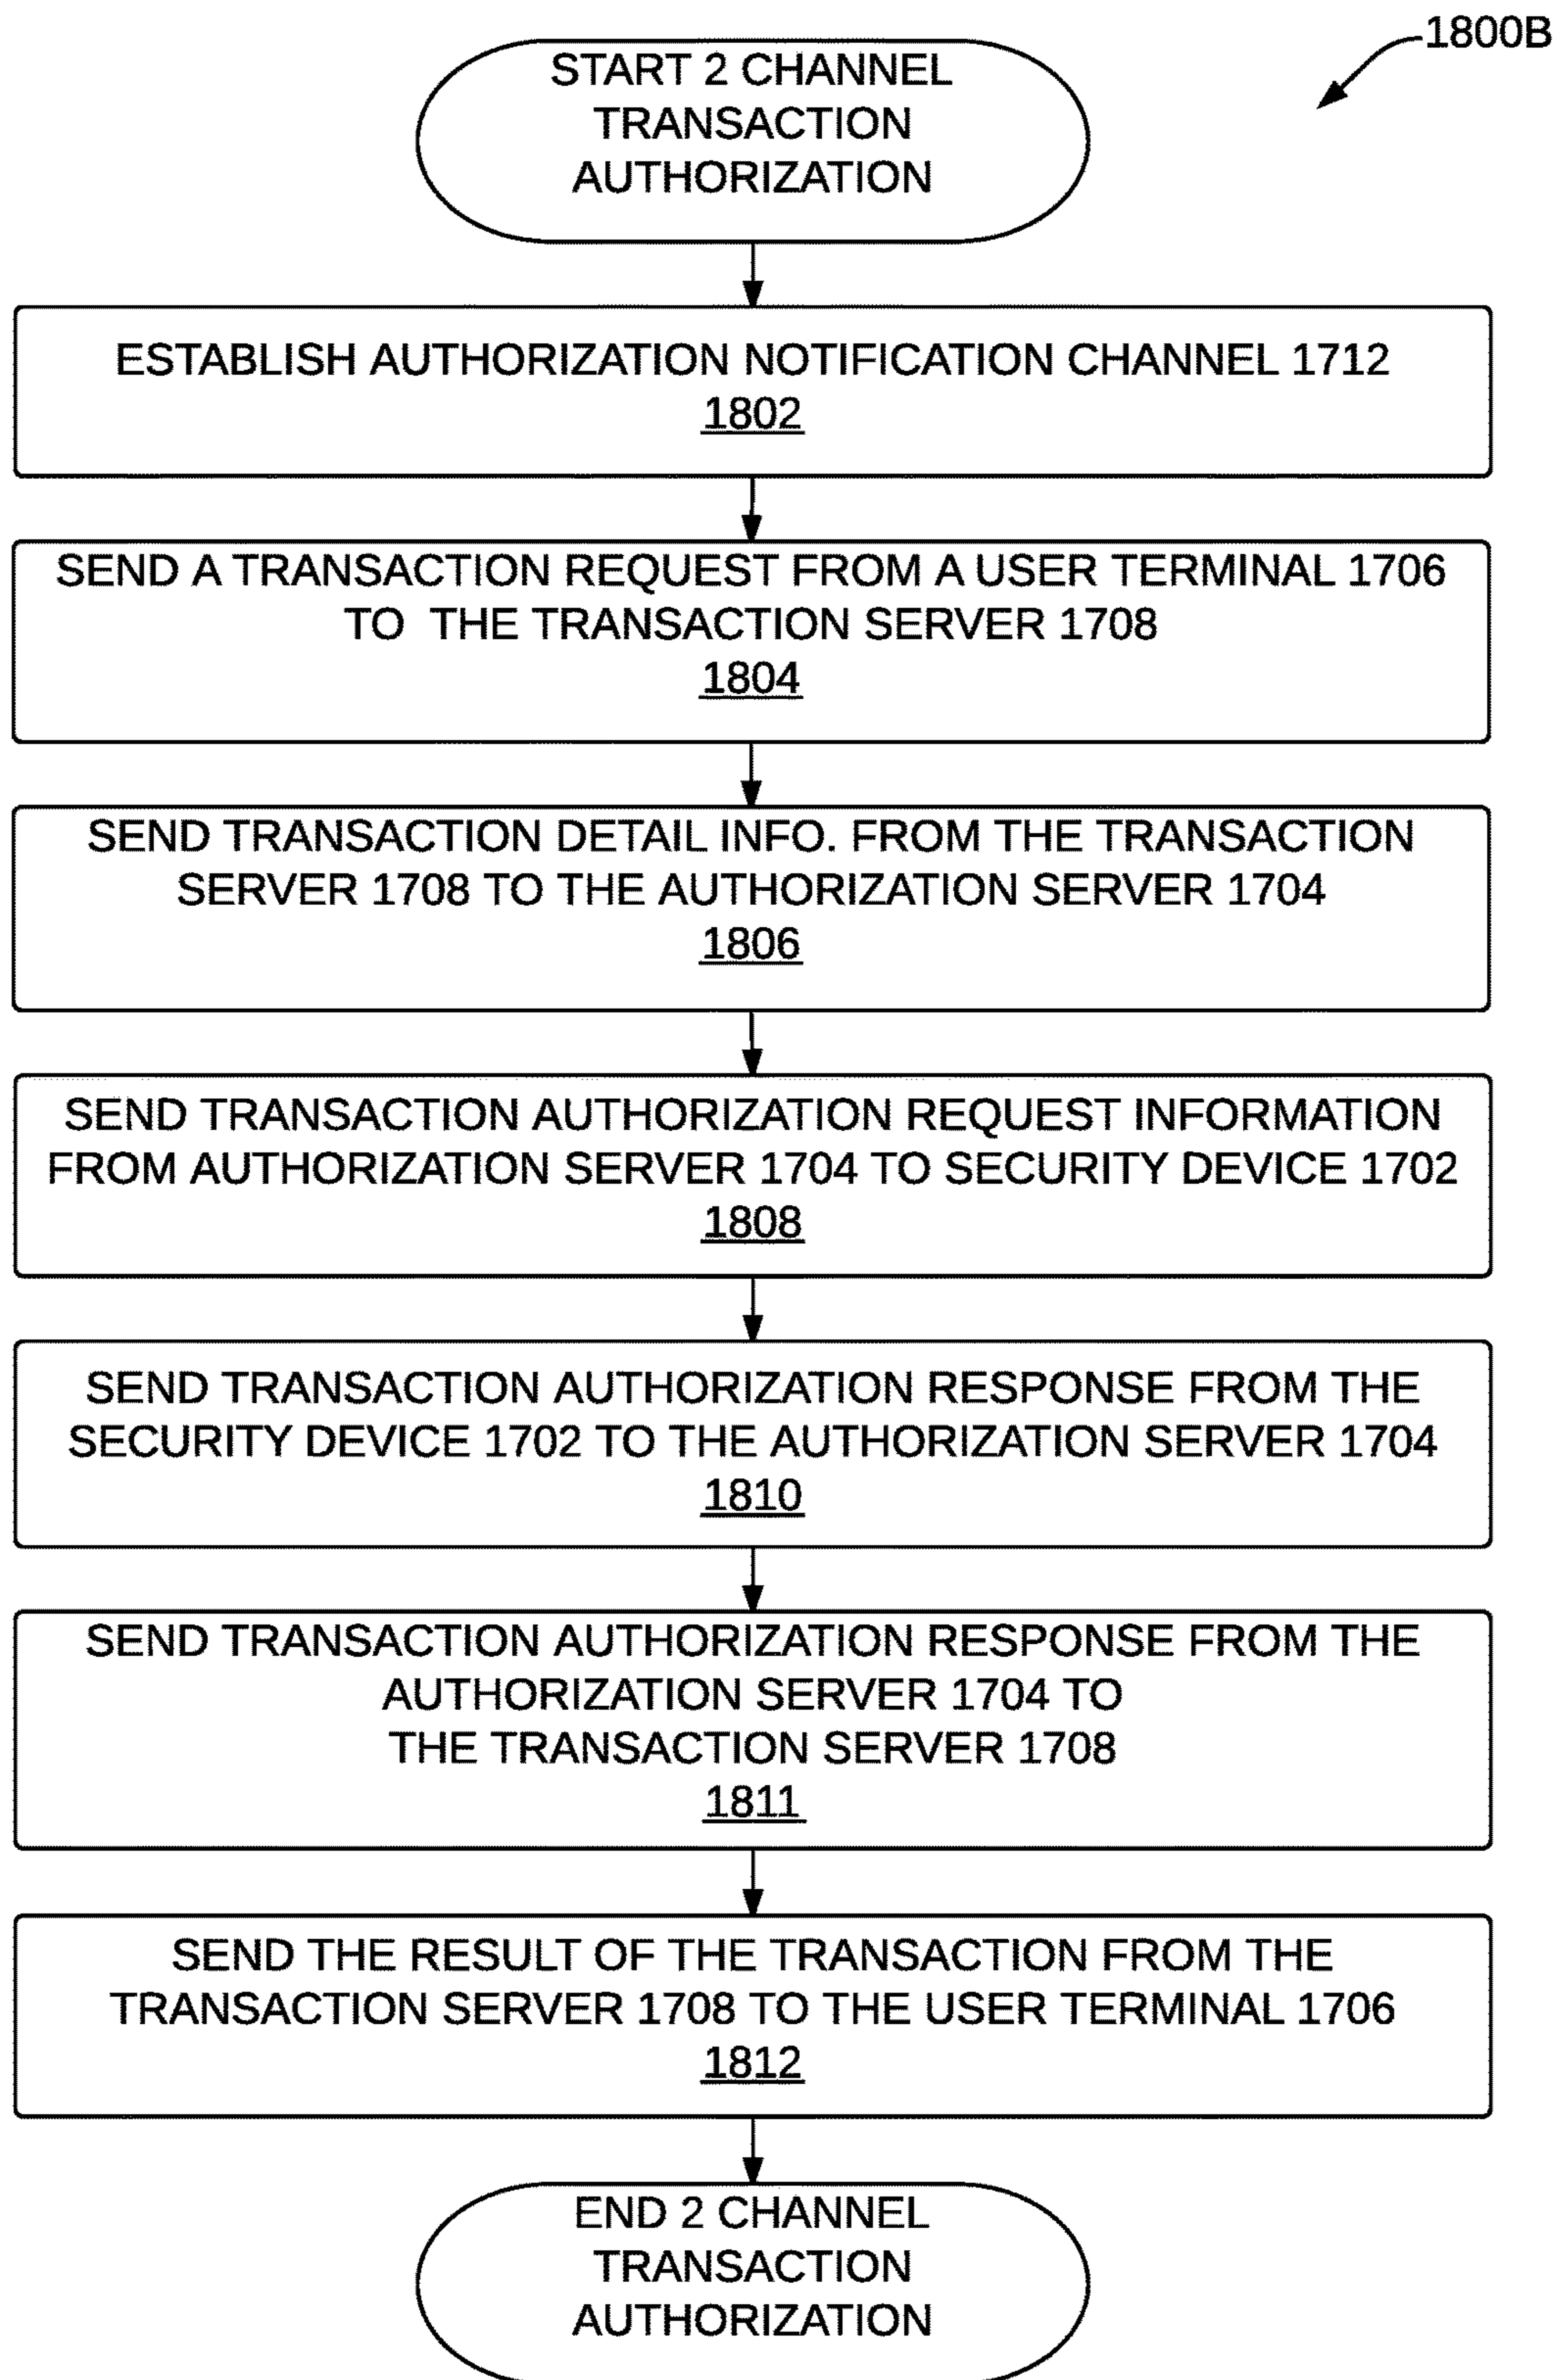 1800B
START 2 CHANNEL
TRANSACTION
AUTHORIZATION
ESTABLISH AUTHORIZATION NOTIFICATION CHANNEL 1712
1802
SEND A TRANSACTION REQUEST FROM A USER TERMINAL 1706
TO THE TRANSACTION SERVER 1708
1804
SEND TRANSACTION DETAIL INFO. FROM THE TRANSACTION
SERVER 1708 TO THE AUTHORIZATION SERVER 1704
1806
SEND TRANSACTION AUTHORIZATION REQUEST INFORMATION
FROM AUTHORIZATION SERVER 1704 TO SECURITY DEVICE 1702
1808
SEND TRANSACTION AUTHORIZATION RESPONSE FROM THE
SECURITY DEVICE 1702 TO THE AUTHORIZATION SERVER 1704
1810
SEND TRANSACTION AUTHORIZATION RESPONSE FROM THE
AUTHORIZATION SERVER 1704 TO
THE TRANSACTION SERVER 1708
1811
SEND THE RESULT OF THE TRANSACTION FROM THE
TRANSACTION SERVER 1708 TO THE USER TERMINAL 1706
1812
END 2 CHANNEL
TRANSACTION
AUTHORIZATION